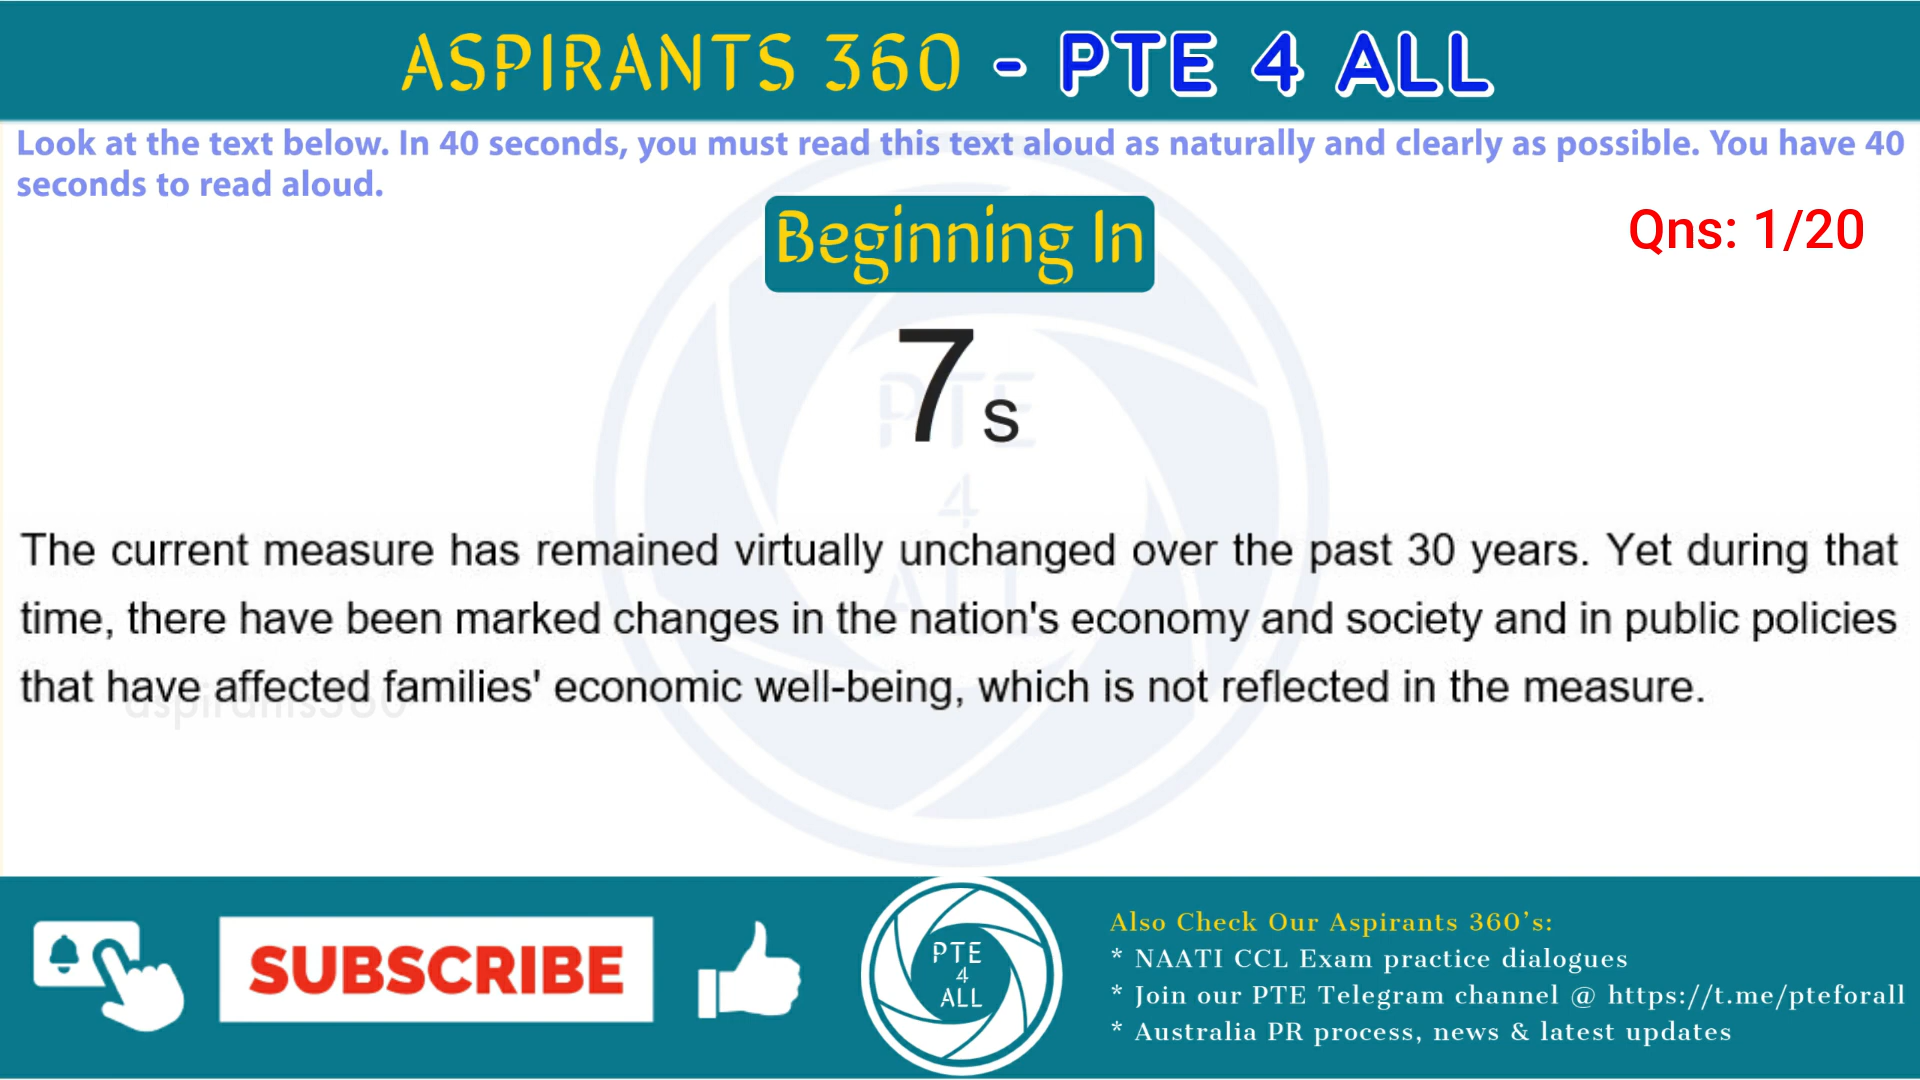 ASPIRANTS 360 - PTE 4 ALL
Look at the text below. In 40 seconds, you must read this text aloud as naturally and clearly as possible. You have 40
seconds to read aloud.
Beginning In
Qns: 1/20
7 s
PTE
4
ALL
The current measure has remained virtually unchanged over the past 30 years. Yet during that
time, there have been marked changes in the nation's economy and society and in public policies
that have affected families' economic well-being, which is not reflected in the measure.
aspirants360
SUBSCRIBE
PTE
4
ALL
Also Check Our Aspirants 360's:
* NAATI CCL Exam practice dialogues
* Join our PTE Telegram channel @ https://t.me/pteforall
* Australia PR process, news & latest updates